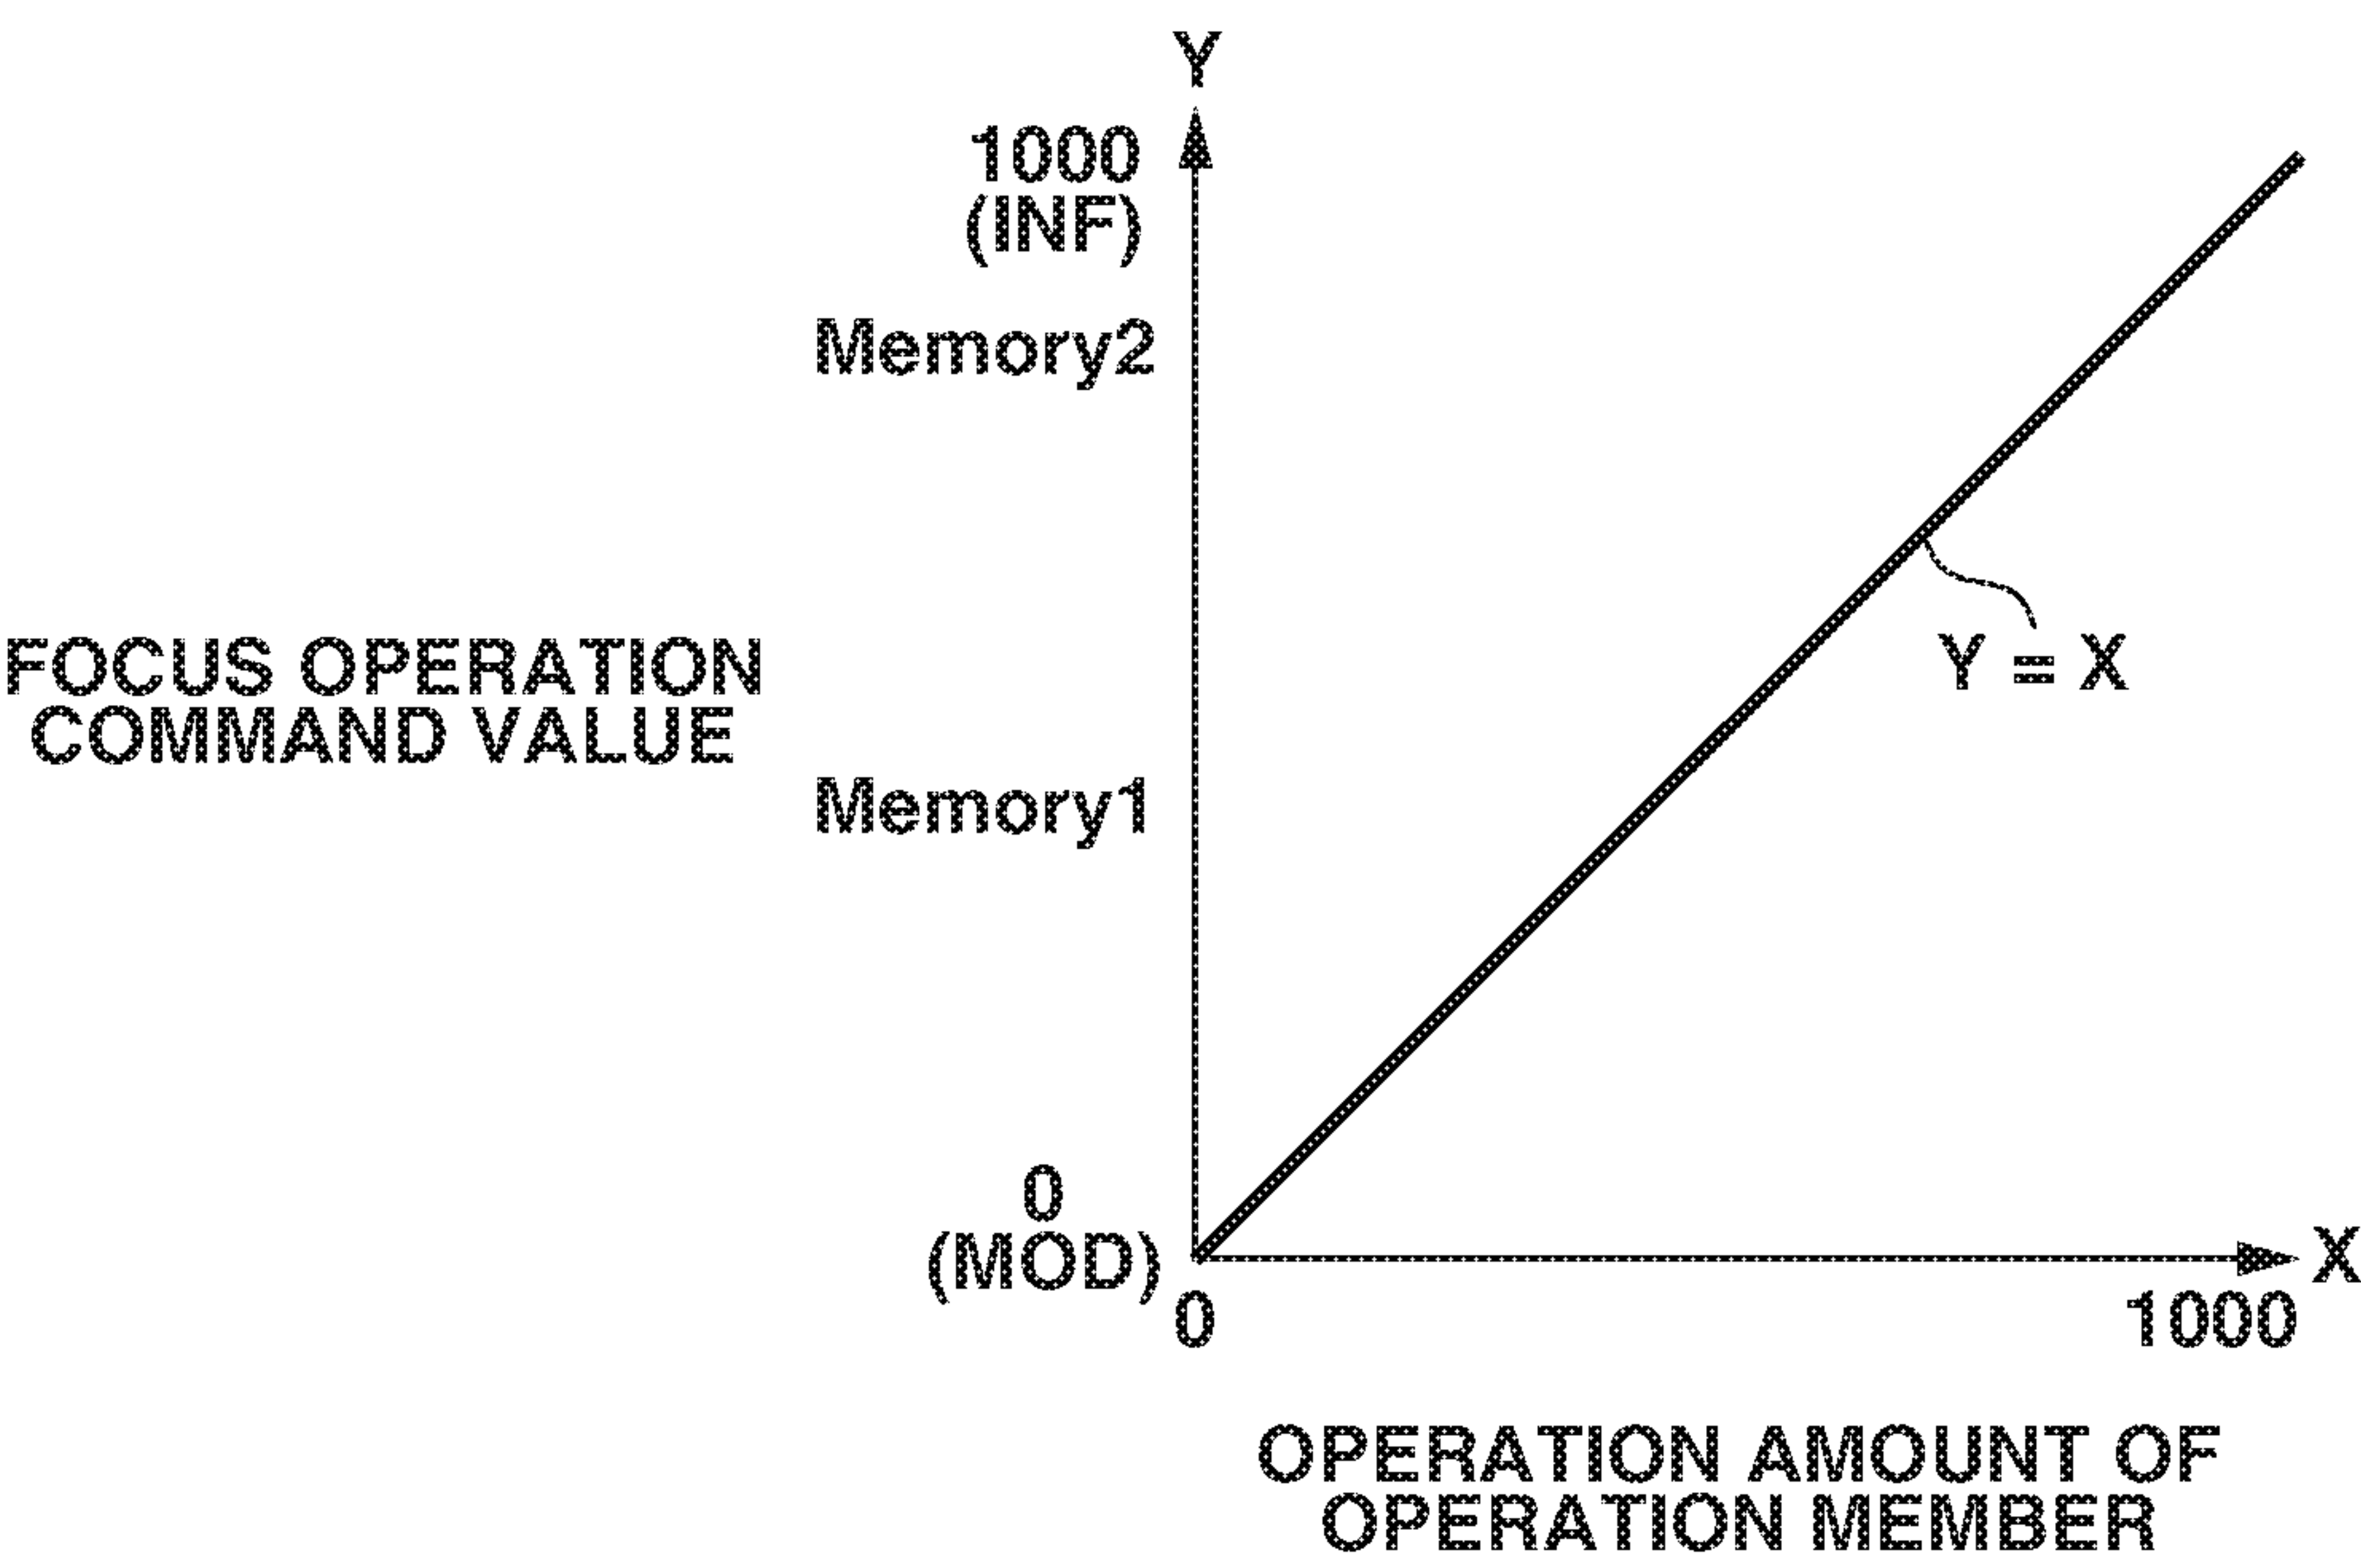 Y
1000
(INF)
Memory2
Y = X
FOCUS OPERATION
COMMAND VALUE
Memory1
0
(MOD)
X
0
1000
OPERATION AMOUNT OF
OPERATION MEMBER